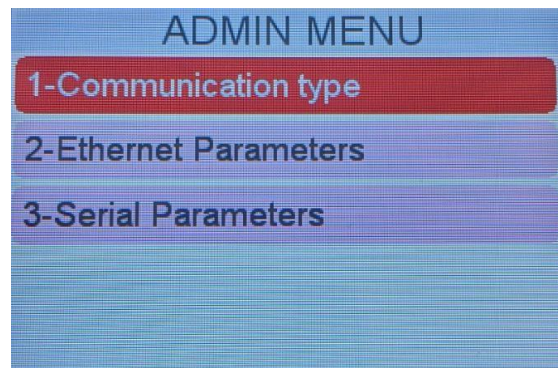 ADMIN MENU
1-Communication type
2-Ethernet Parameters
3-Serial Parameters